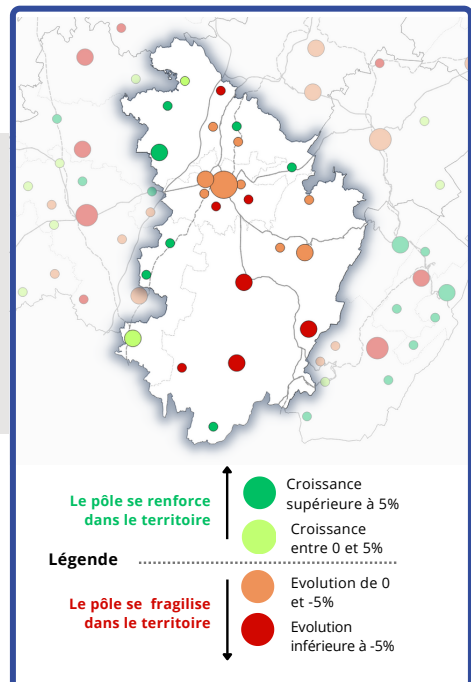 Le pôle se renforce
dans le territoire
Croissance
supérieure à 5%
Croissance
entre 0 et 5%
Légende
Le pôle se fragilise
dans le territoire
Evolution de 0
et -5%
Evolution
inférieure à -5%